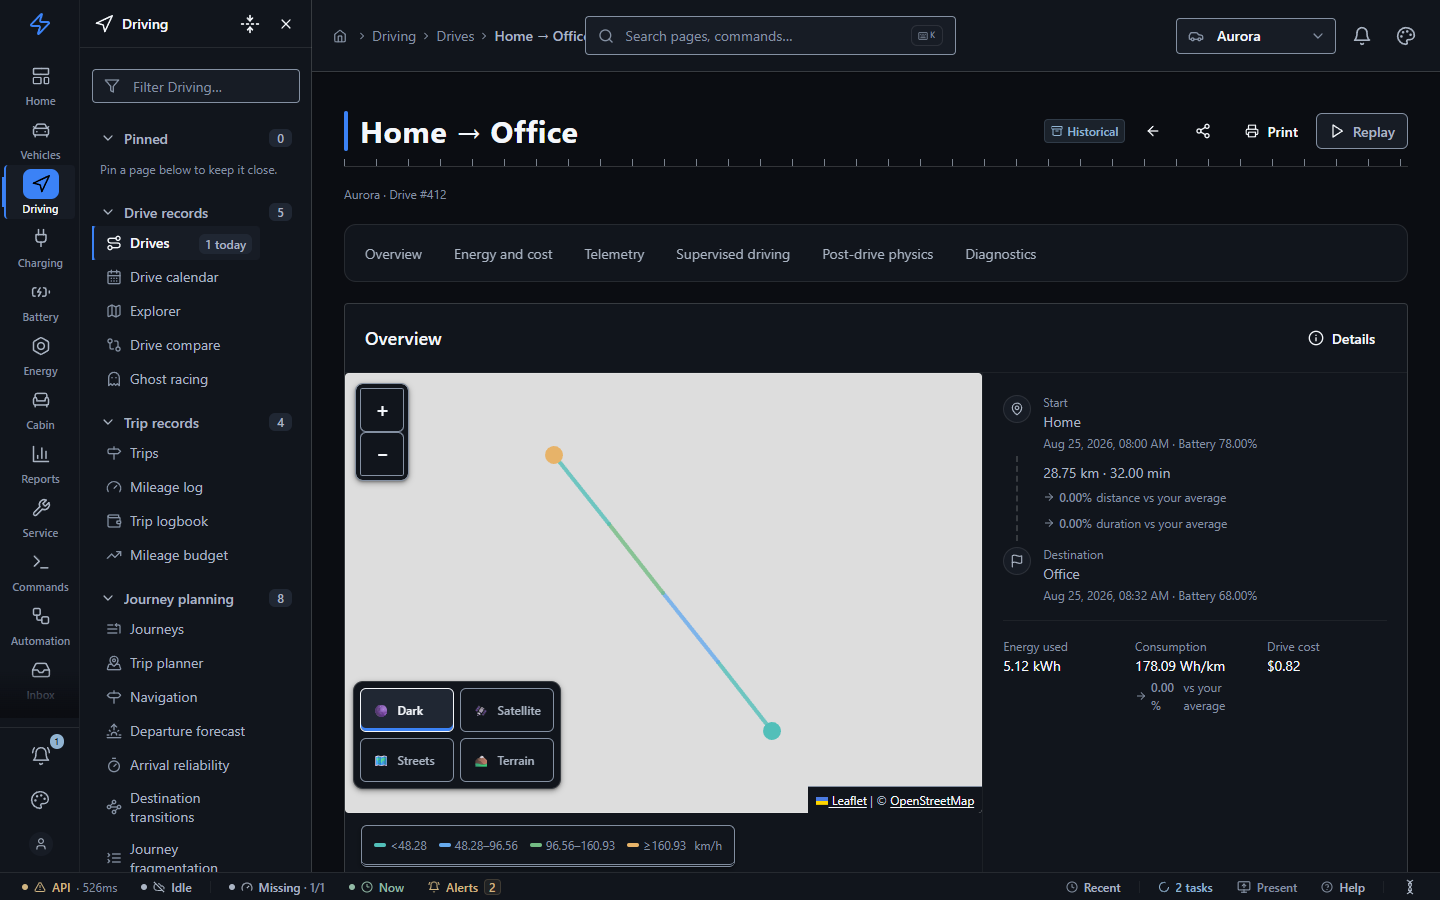 Driving
Home → Office
Driving
Drives
Search pages, commands...
K
Aurora
Home
Vehicles
Driving
Charging
Battery
Energy
Cabin
Reports
Service
Commands
Automation
Inbox
1
Filter Driving...
Pinned
0
Pin a page below to keep it close.
Drive records
5
Drives
1 today
Drive calendar
Explorer
Drive compare
Ghost racing
Trip records
4
Trips
Mileage log
Trip logbook
Mileage budget
Journey planning
8
Journeys
Trip planner
Navigation
Departure forecast
Arrival reliability
Destination
transitions
Journey
fragmentation
Home → Office
Historical
Print
Replay
Aurora · Drive #412
Overview
Energy and cost
Telemetry
Supervised driving
Post-drive physics
Diagnostics
Overview
Details
+
−
Dark
Satellite
Streets
Terrain
Leaflet | © OpenStreetMap
<48.28
48.28–96.56
96.56–160.93
≥160.93
km/h
Start
Home
Aug 25, 2026, 08:00 AM · Battery 78.00%
28.75 km · 32.00 min
→ 0.00% distance vs your average
→ 0.00% duration vs your average
Destination
Office
Aug 25, 2026, 08:32 AM · Battery 68.00%
Energy used
5.12 kWh
Consumption
178.09 Wh/km
→ 0.00 % vs your average
Drive cost
$0.82
API · 526ms
Idle
Missing · 1/1
Now
Alerts 2
Recent
2 tasks
Present
Help